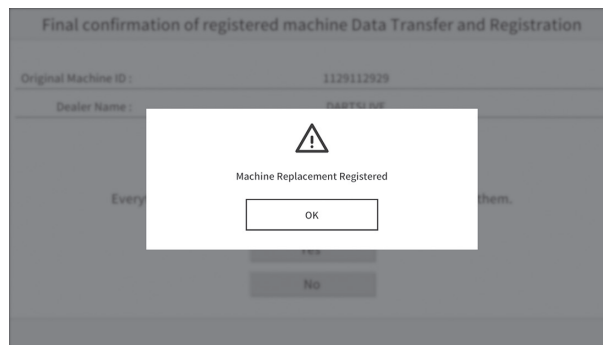 Final confirmation of registered machine Data Transfer and Registration
Original Machine ID : 1129112929
Dealer Name : DARTSLIVE
Machine Replacement Registered
Every them.
OK
Yes
No